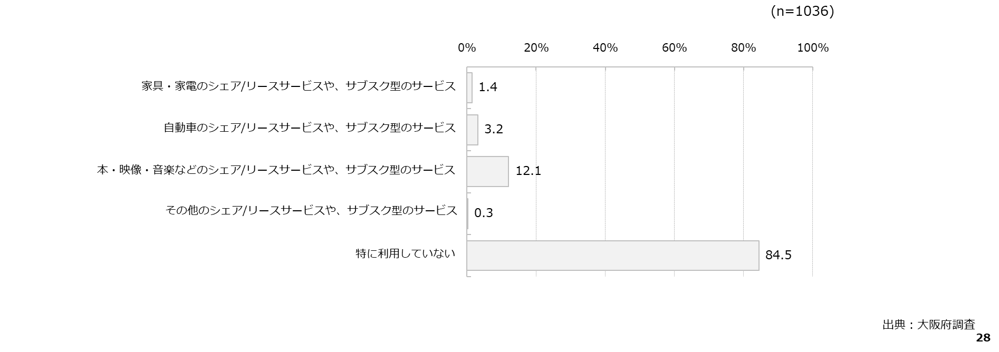 (n=1036)
0% 20% 40% 60% 80% 100%
家具・家電のシェア/リースサービスや、サブスク型のサービス 1.4
自動車のシェア/リースサービスや、サブスク型のサービス 3.2
本・映像・音楽などのシェア/リースサービスや、サブスク型のサービス 12.1
その他のシェア/リースサービスや、サブスク型のサービス 0.3
特に利用していない 84.5
出典：大阪府調査
28